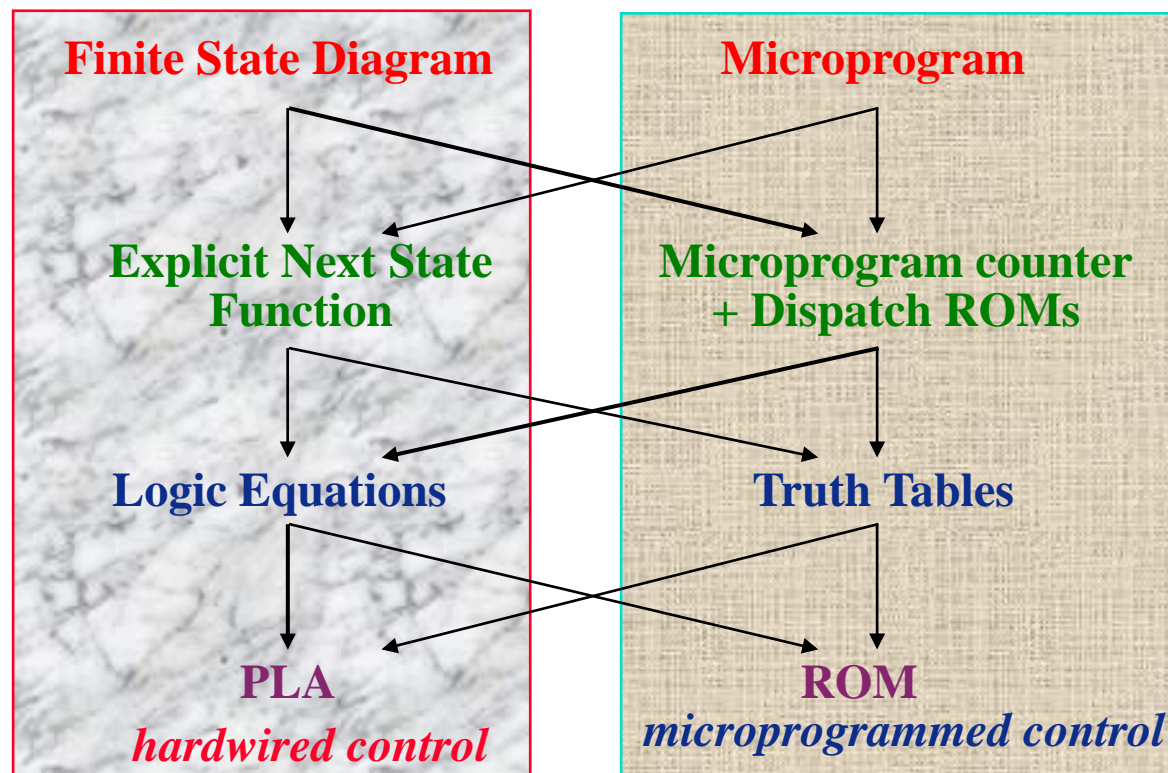 Finite State Diagram
Microprogram
Explicit Next State
Function
Microprogram counter
+ Dispatch ROMs
Logic Equations
Truth Tables
PLA
ROM
hardwired control
microprogrammed control